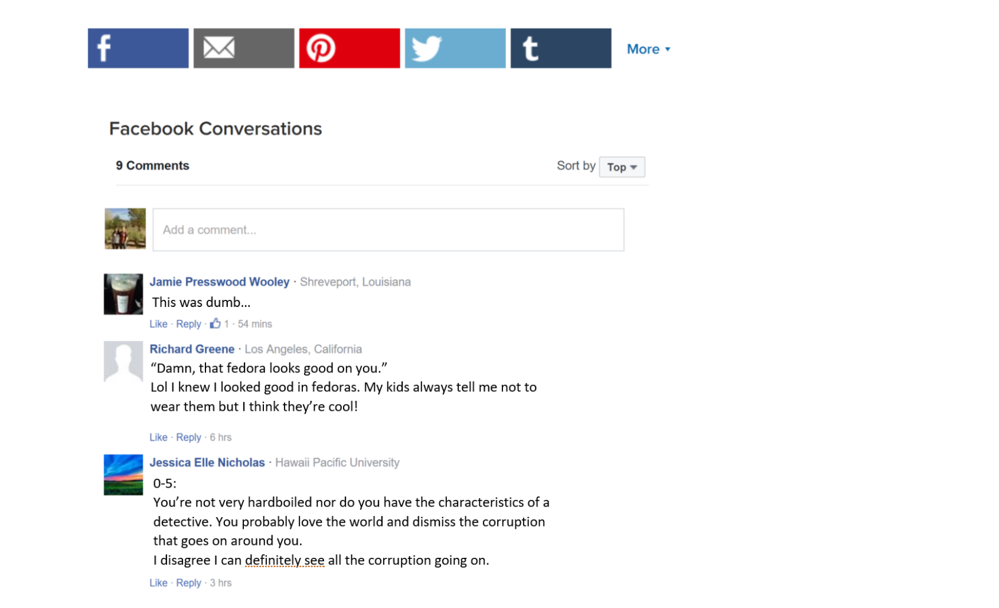 f
t
More
Facebook Conversations
9 Comments
Sort by Top
Add a comment...
Jamie Presswood Wooley · Shreveport, Louisiana
This was dumb...
Like · Reply · 1 · 54 mins
Richard Greene · Los Angeles, California
“Damn, that fedora looks good on you.”
Lol I knew I looked good in fedoras. My kids always tell me not to
wear them but I think they’re cool!
Like · Reply · 6 hrs
Jessica Elle Nicholas · Hawaii Pacific University
0-5:
You’re not very hardboiled nor do you have the characteristics of a
detective. You probably love the world and dismiss the corruption
that goes on around you.
I disagree I can definitely see all the corruption going on.
Like · Reply · 3 hrs